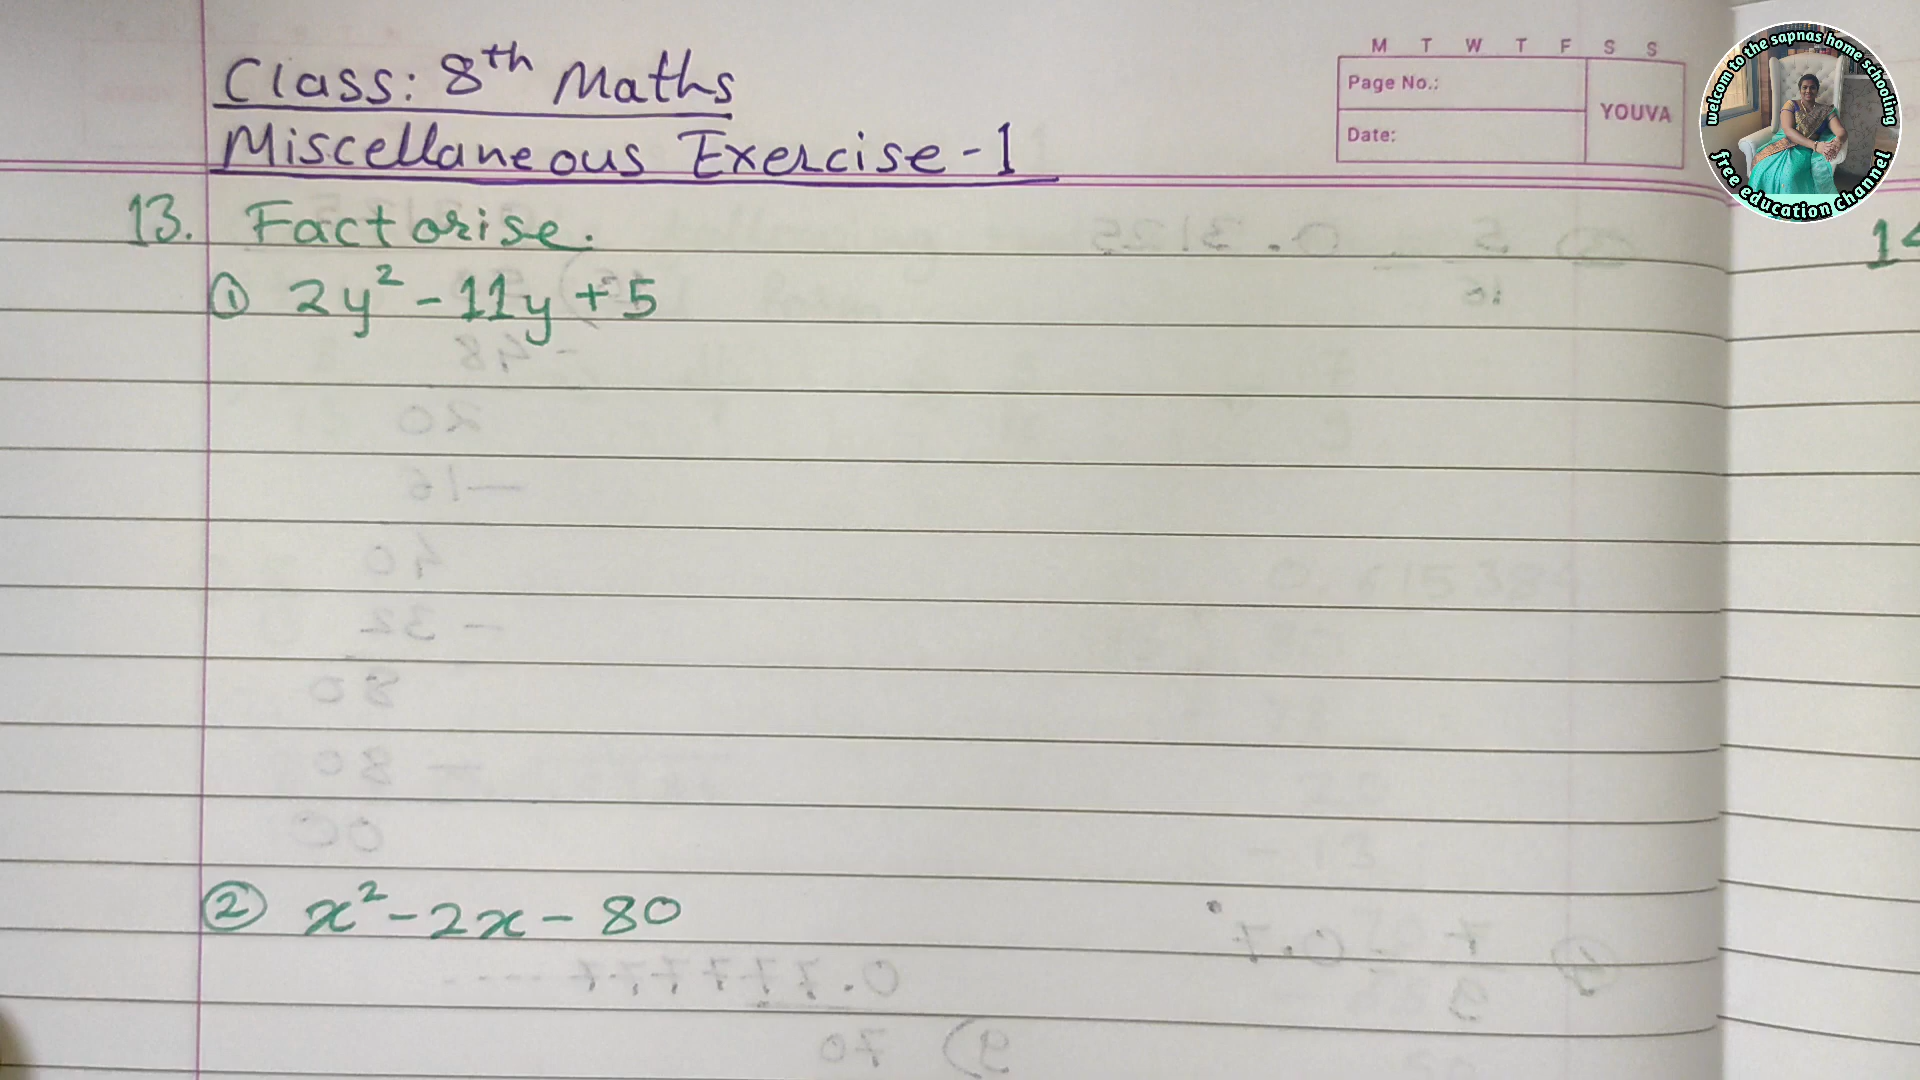 Class: 8th Maths
Miscellaneous Exercise-1
M T W T F S S
Page No.:
Date:
YOUVA
welcom to the sapnas home schooling
free education channel
13. Factorise.
① 2y² - 11y + 5
② x² - 2x - 80